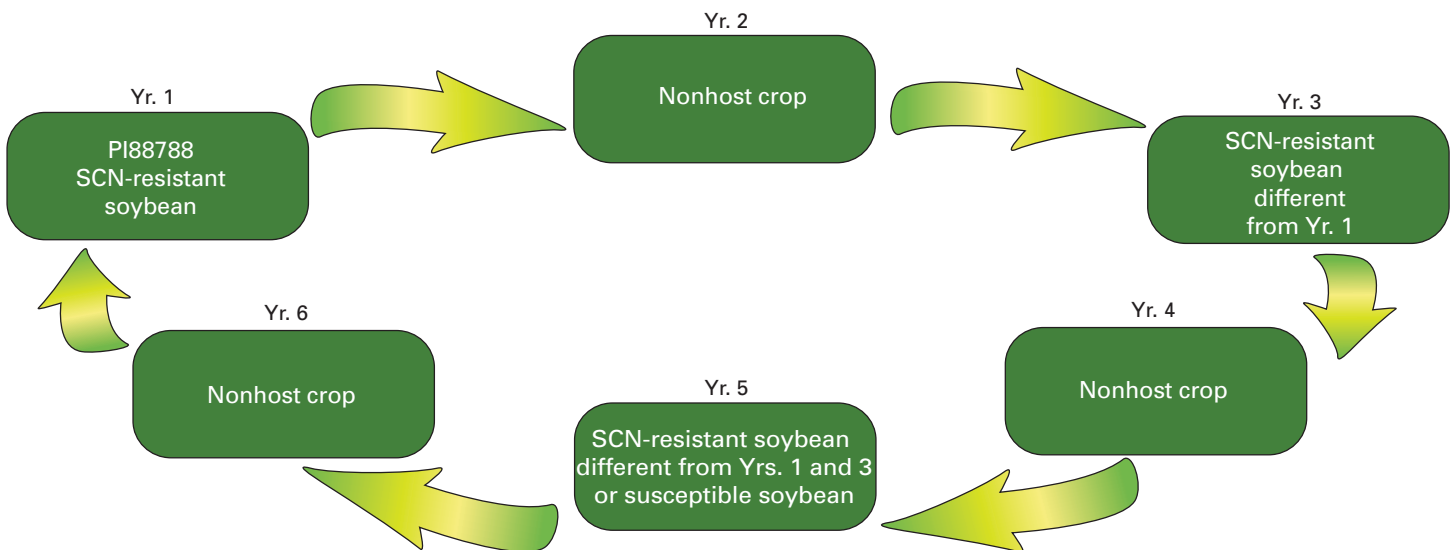 Yr. 1
PI88788
SCN-resistant
soybean
Yr. 2
Nonhost crop
Yr. 3
SCN-resistant
soybean
different
from Yr. 1
Yr. 4
Nonhost crop
Yr. 5
SCN-resistant soybean
different from Yrs. 1 and 3
or susceptible soybean
Yr. 6
Nonhost crop